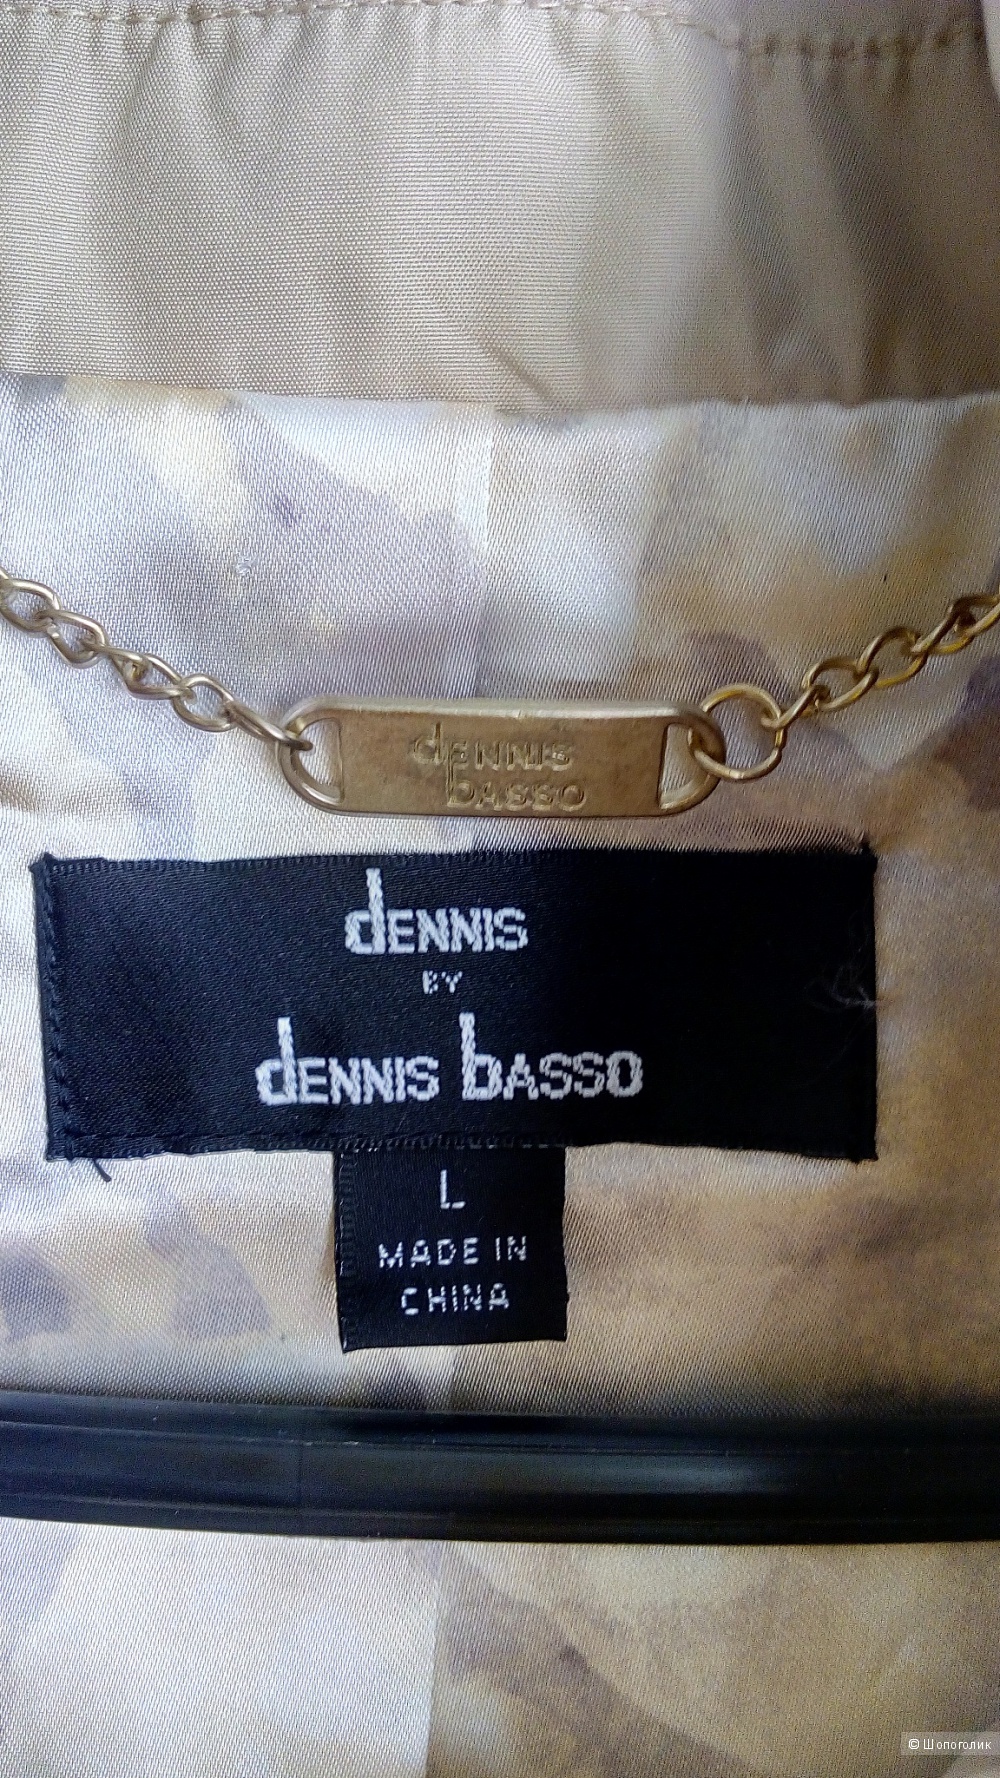 dENNIS
bASSO
dENNIS
BY
dENNIS bASSO
L
MADE IN
CHINA
© Шопоголик